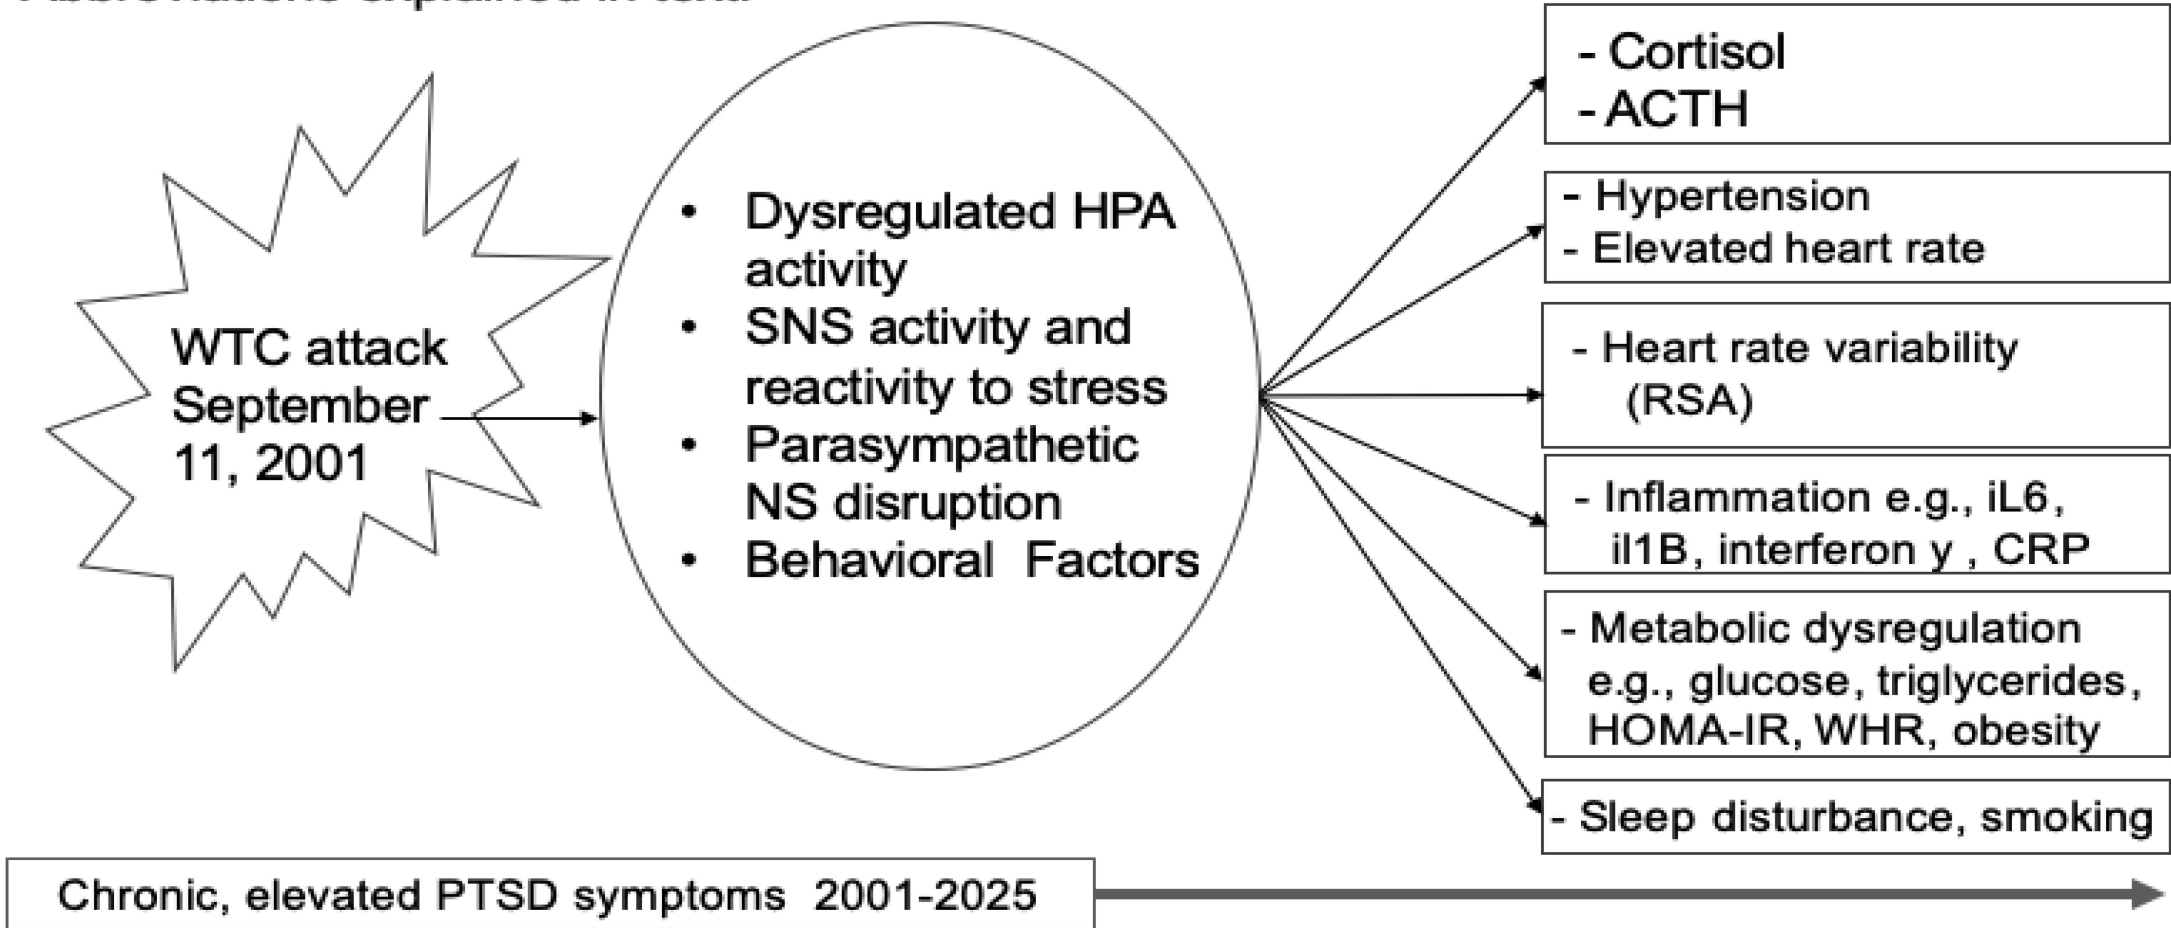 WTC attack
September
11, 2001
• Dysregulated HPA
activity
• SNS activity and
reactivity to stress
• Parasympathetic
NS disruption
• Behavioral Factors
- Cortisol
- ACTH
- Hypertension
- Elevated heart rate
- Heart rate variability
(RSA)
- Inflammation e.g., iL6,
il1B, interferon y , CRP
- Metabolic dysregulation
e.g., glucose, triglycerides,
HOMA-IR, WHR, obesity
- Sleep disturbance, smoking
Chronic, elevated PTSD symptoms 2001-2025